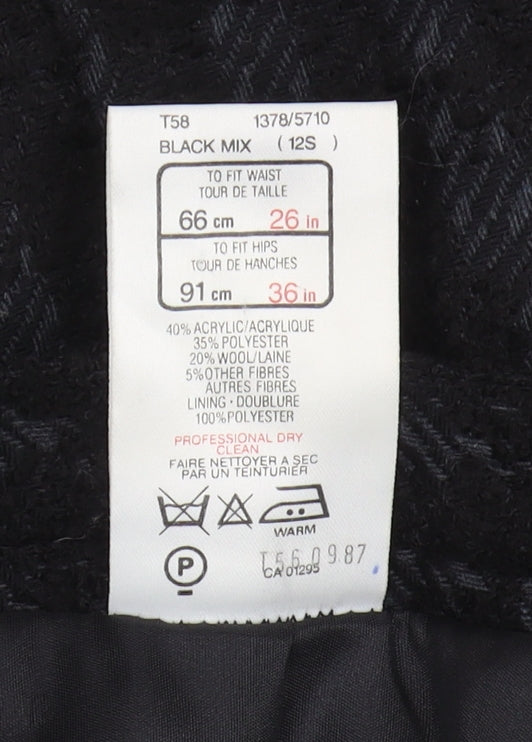 T58 1378/5710
BLACK MIX (12S )
TO FIT WAIST
TOUR DE TAILLE
66 cm 26 in
TO FIT HIPS
TOUR DE HANCHES
91 cm 36 in
40% ACRYLIC/ACRYLIQUE
35% POLYESTER
20% WOOL/LAINE
5% OTHER FIBRES
AUTRES FIBRES
LINING · DOUBLURE
100% POLYESTER
PROFESSIONAL DRY
CLEAN
FAIRE NETTOYER A SEC
PAR UN TEINTURIER
WARM
P
T56 09 87
CA 01295